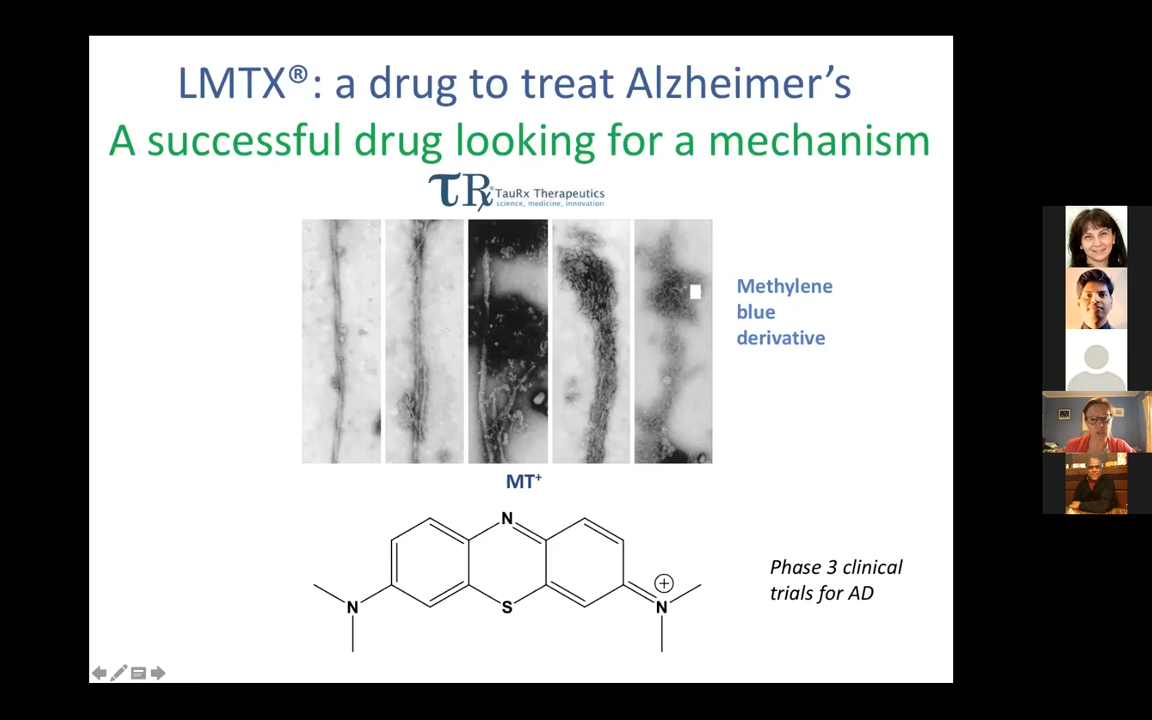 LMTX®: a drug to treat Alzheimer’s
A successful drug looking for a mechanism
τRx TauRx Therapeutics
science, medicine, innovation
Methylene
blue
derivative
MT⁺
N
S
N
+
N
Phase 3 clinical
trials for AD